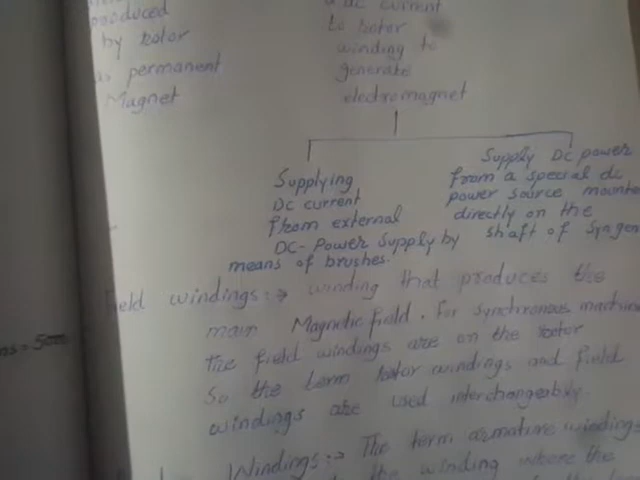 produced
by rotor
is permanent
Magnet
a DC current
to rotor
winding to
generate
electromagnet
Supplying
DC current
from external
DC-Power Supply by
means of brushes.
Supply DC power
from a special dc
power source mounte
directly on the
shaft of Syngen
Field windings:→ winding that produces the
main Magnetic field. For Synchronous machine
the field windings are on the rotor
So the term rotor windings and field
windings are used interchangeably.
Windings:→ The term armature windings
the winding where the